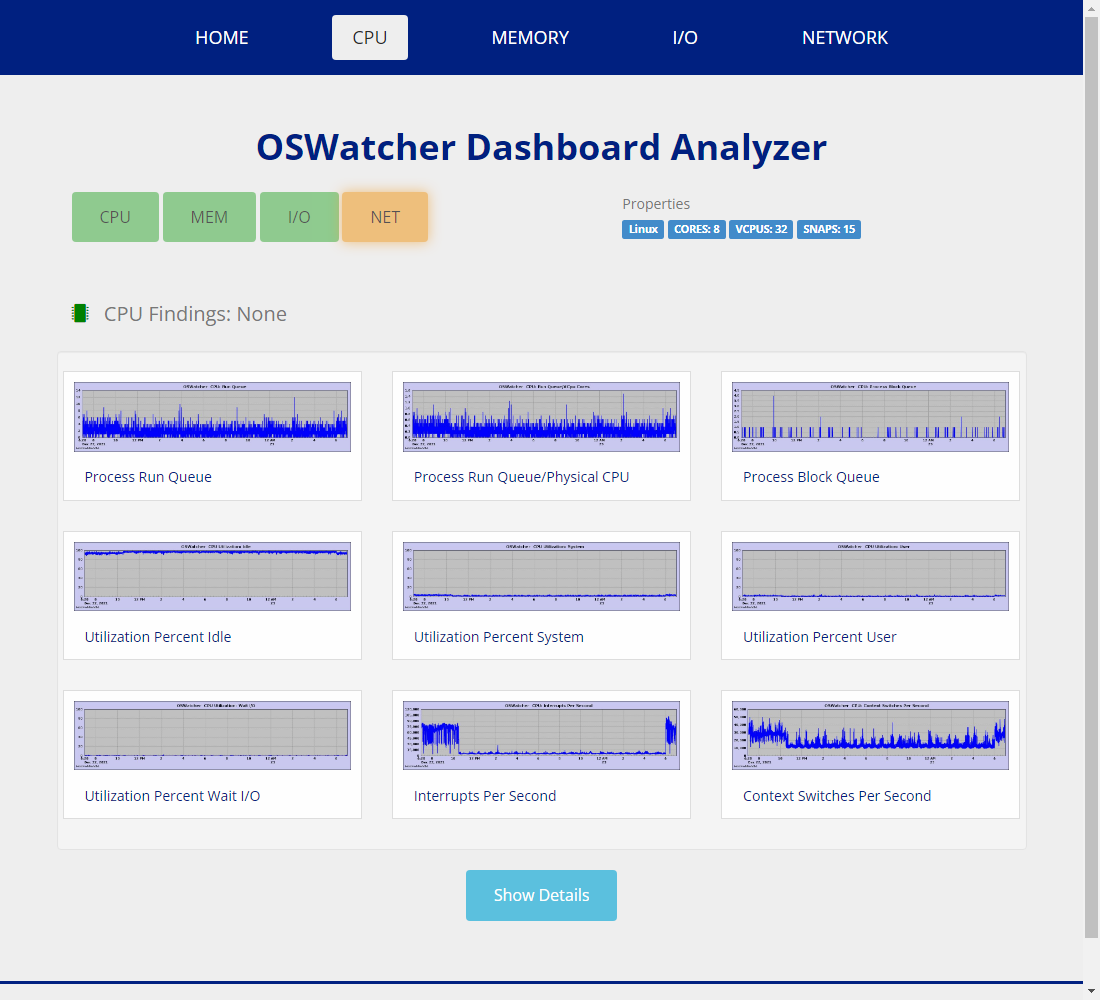 HOME CPU MEMORY I/O NETWORK
OSWatcher Dashboard Analyzer
CPU MEM I/O NET
Properties
Linux CORES: 8 VCPUS: 32 SNAPS: 15
CPU Findings: None
OSWatcher CPU: Run Queue
OSWatcher CPU: Run Queue/#Cpu Cores
OSWatcher CPU: Process Block Queue
Process Run Queue
Process Run Queue/Physical CPU
Process Block Queue
OSWatcher CPU Utilization: Idle
OSWatcher CPU Utilization: System
OSWatcher CPU Utilization: User
Utilization Percent Idle
Utilization Percent System
Utilization Percent User
OSWatcher CPU Utilization: Wait I/O
OSWatcher CPU: Interrupts Per Second
OSWatcher CPU: Context Switches Per Second
Utilization Percent Wait I/O
Interrupts Per Second
Context Switches Per Second
Show Details